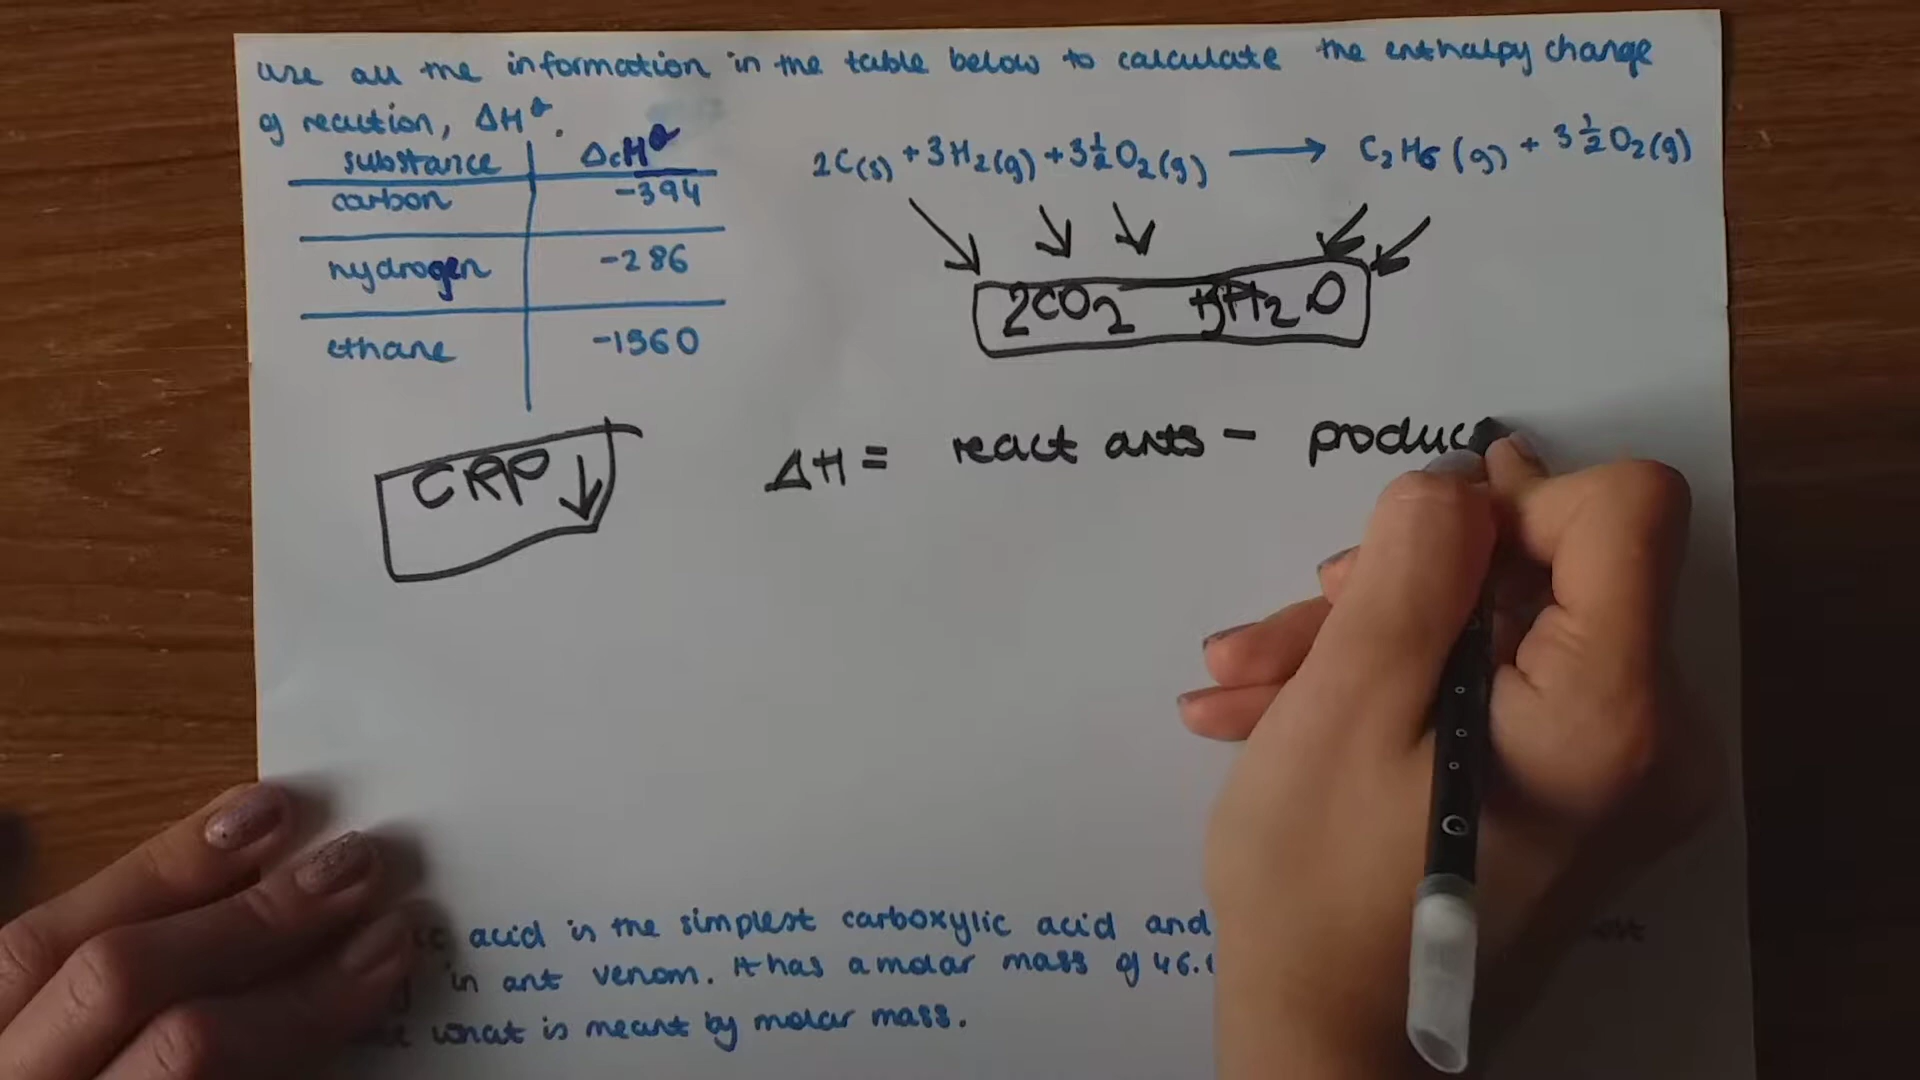 use all the information in the table below to calculate the enthalpy change
of reaction, ΔHᶿ.
substance ΔcHᶿ
carbon -394
hydrogen -286
ethane -1560
2C(s) + 3H₂(g) + 3½O₂(g) ⟶ C₂H₆(g) + 3½O₂(g)
2CO₂ +3H₂O
CRP ↓
ΔH = reactants - produc
acid is the simplest carboxylic acid and
in ant venom. It has a molar mass of 46.
what is meant by molar mass.